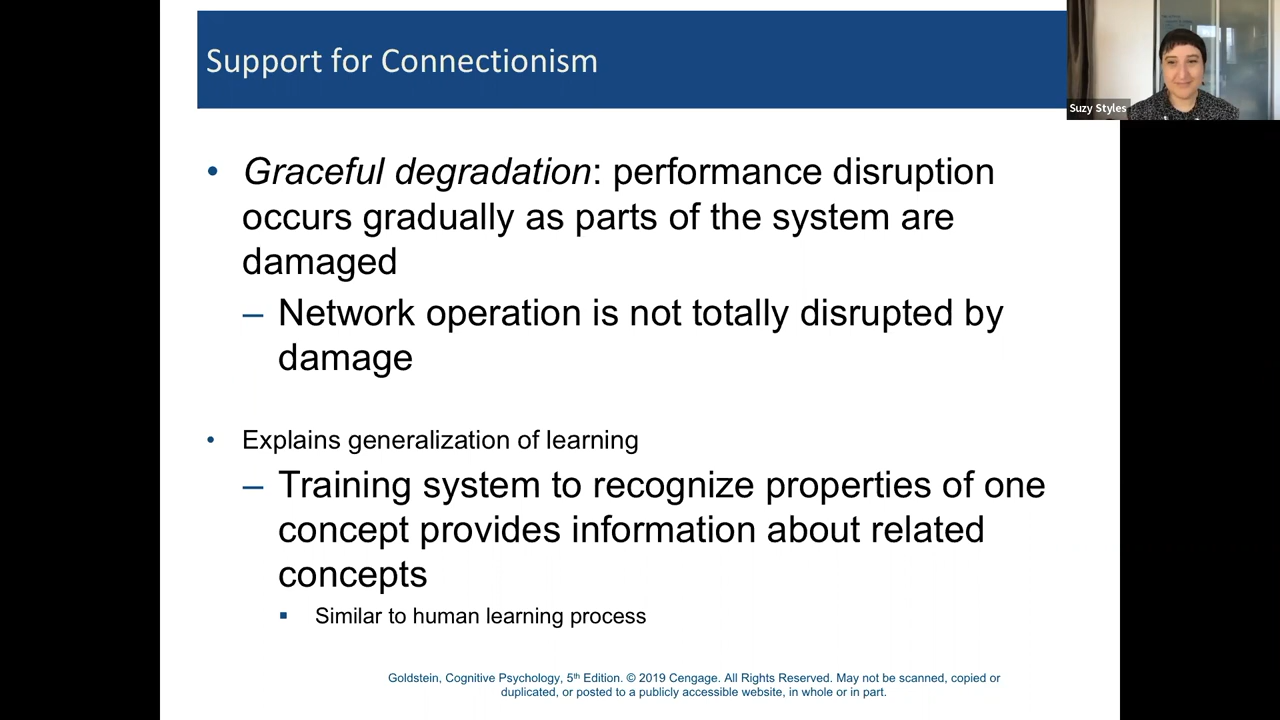 Support for Connectionism
Suzy Styles
• Graceful degradation: performance disruption
occurs gradually as parts of the system are
damaged
– Network operation is not totally disrupted by
damage
• Explains generalization of learning
– Training system to recognize properties of one
concept provides information about related
concepts
▪ Similar to human learning process
Goldstein, Cognitive Psychology, 5th Edition. © 2019 Cengage. All Rights Reserved. May not be scanned, copied or
duplicated, or posted to a publicly accessible website, in whole or in part.